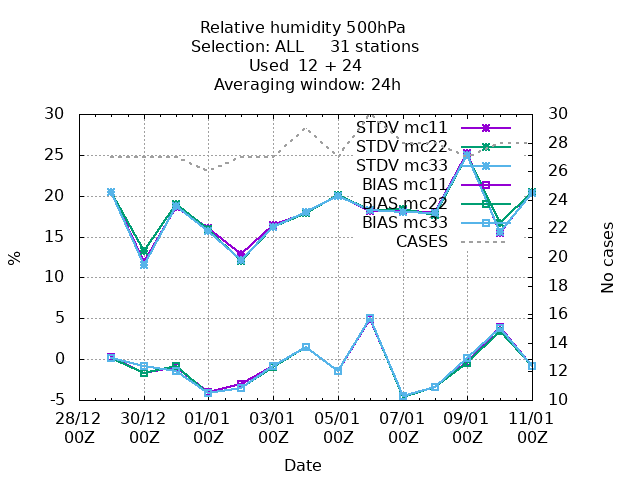 Relative humidity 500hPa
Selection: ALL 31 stations
Used 12 + 24
Averaging window: 24h
30
25
20
15
10
5
0
-5
%
30
28
26
24
22
20
18
16
14
12
10
No cases
STDV mc11
STDV mc22
STDV mc33
BIAS mc11
BIAS mc22
BIAS mc33
CASES
28/12 30/12 01/01 03/01 05/01 07/01 09/01 11/01
00Z 00Z 00Z 00Z 00Z 00Z 00Z 00Z
Date